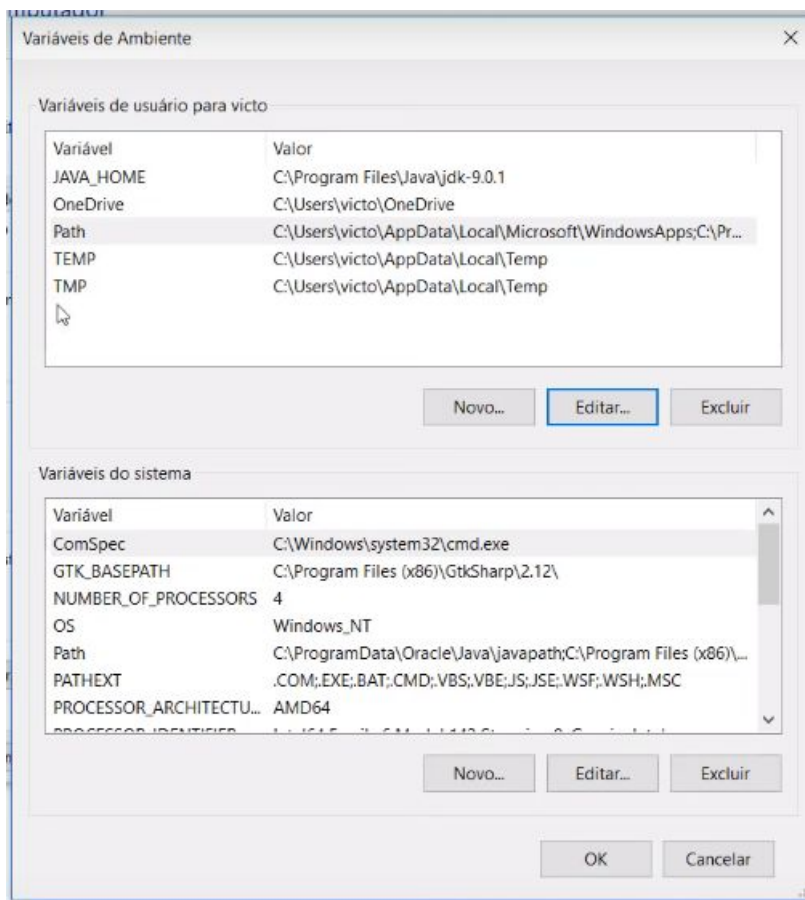 Variáveis de Ambiente
Variáveis de usuário para victo
Variável Valor
JAVA_HOME C:\Program Files\Java\jdk-9.0.1
OneDrive C:\Users\victo\OneDrive
Path C:\Users\victo\AppData\Local\Microsoft\WindowsApps;C:\Pr...
TEMP C:\Users\victo\AppData\Local\Temp
TMP C:\Users\victo\AppData\Local\Temp
Novo... Editar... Excluir
Variáveis do sistema
Variável Valor
ComSpec C:\Windows\system32\cmd.exe
GTK_BASEPATH C:\Program Files (x86)\GtkSharp\2.12\
NUMBER_OF_PROCESSORS 4
OS Windows_NT
Path C:\ProgramData\Oracle\Java\javapath;C:\Program Files (x86)\...
PATHEXT .COM;.EXE;.BAT;.CMD;.VBS;.VBE;.JS;.JSE;.WSF;.WSH;.MSC
PROCESSOR_ARCHITECTU... AMD64
Novo... Editar... Excluir
OK Cancelar